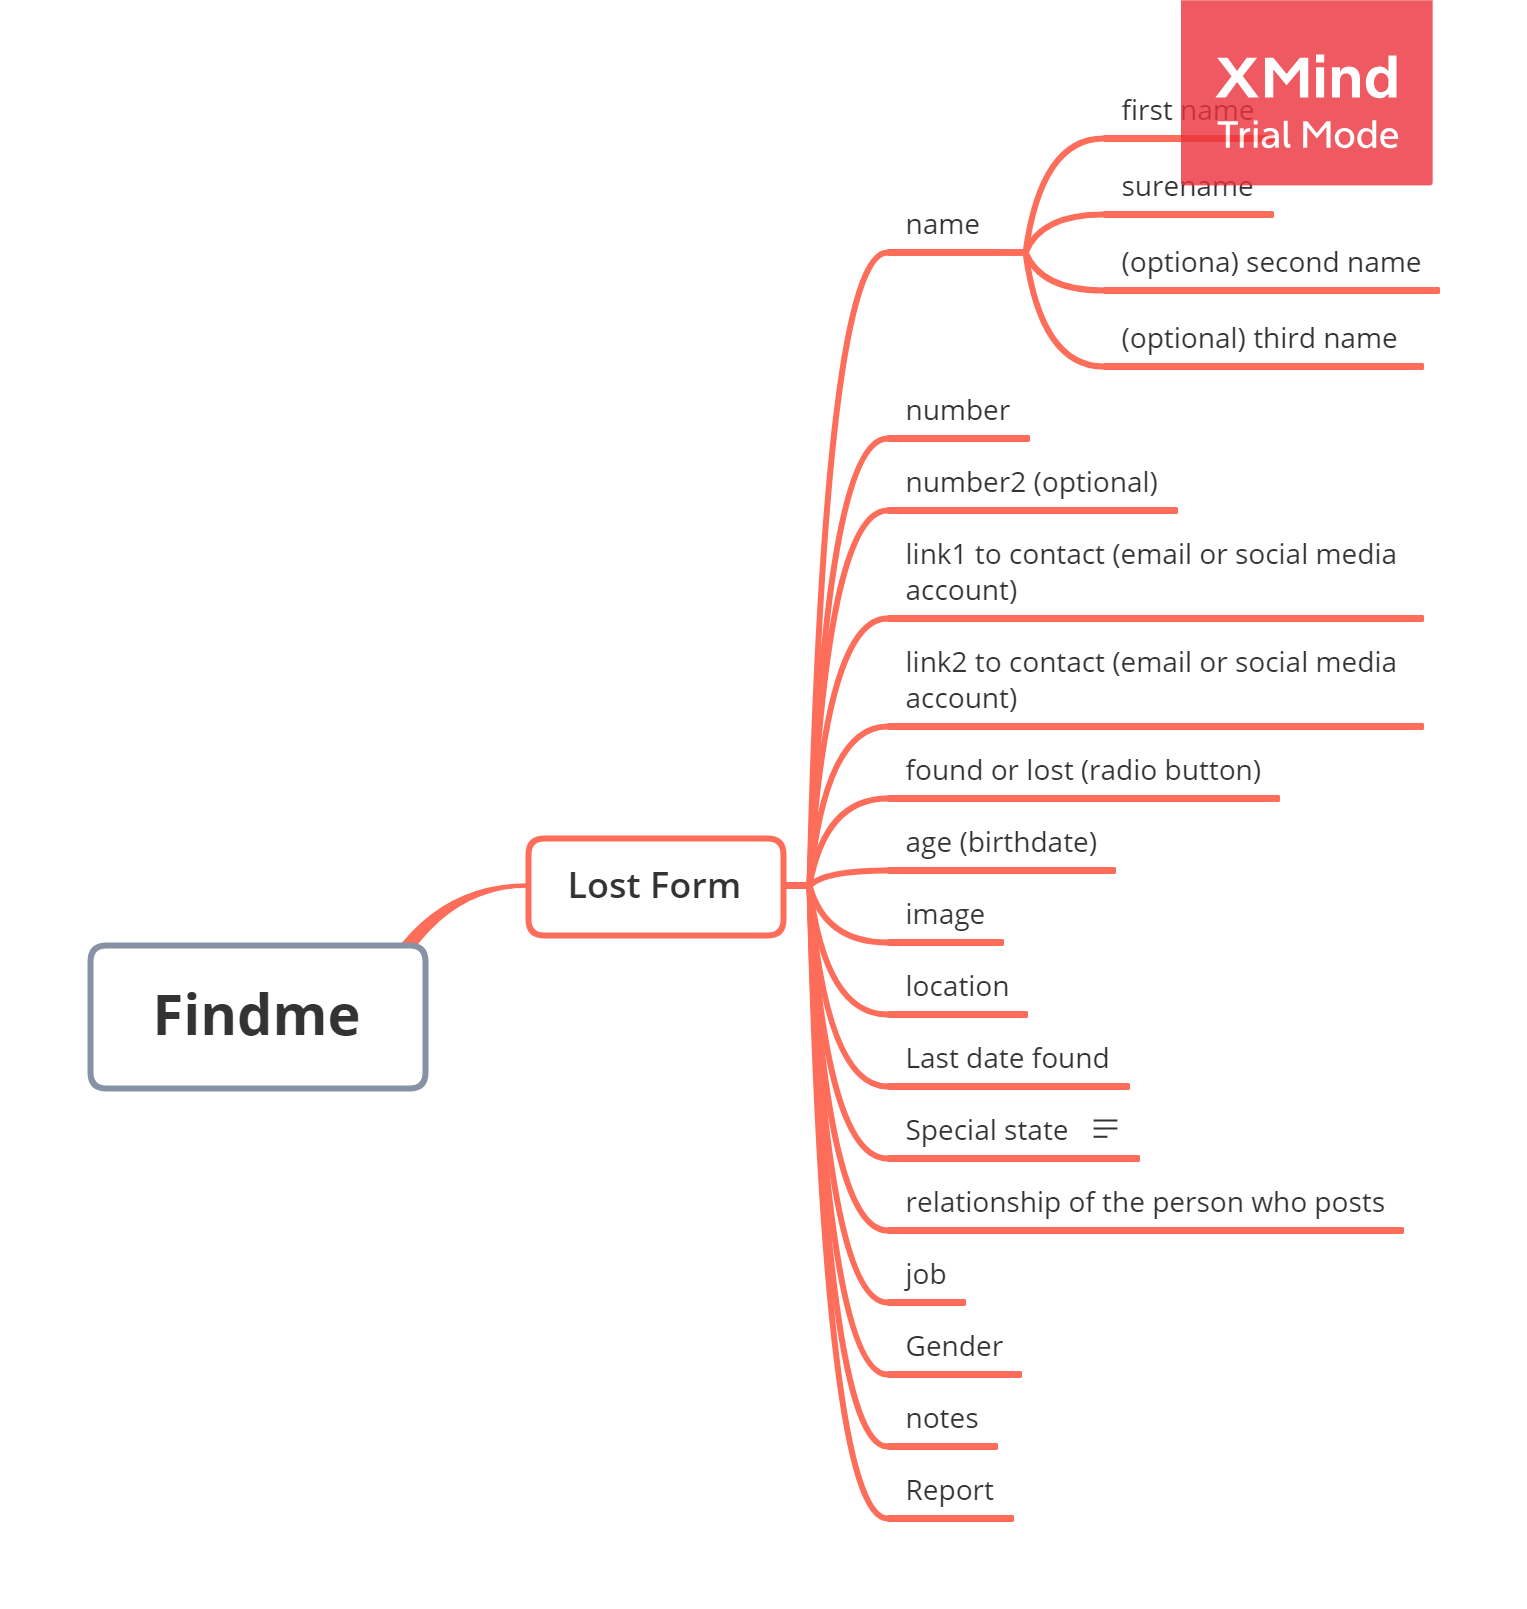 XMind
Trial Mode
first name
surename
name
(optiona) second name
(optional) third name
number
number2 (optional)
link1 to contact (email or social media
account)
link2 to contact (email or social media
account)
found or lost (radio button)
age (birthdate)
Lost Form
image
location
Findme
Last date found
Special state
relationship of the person who posts
job
Gender
notes
Report